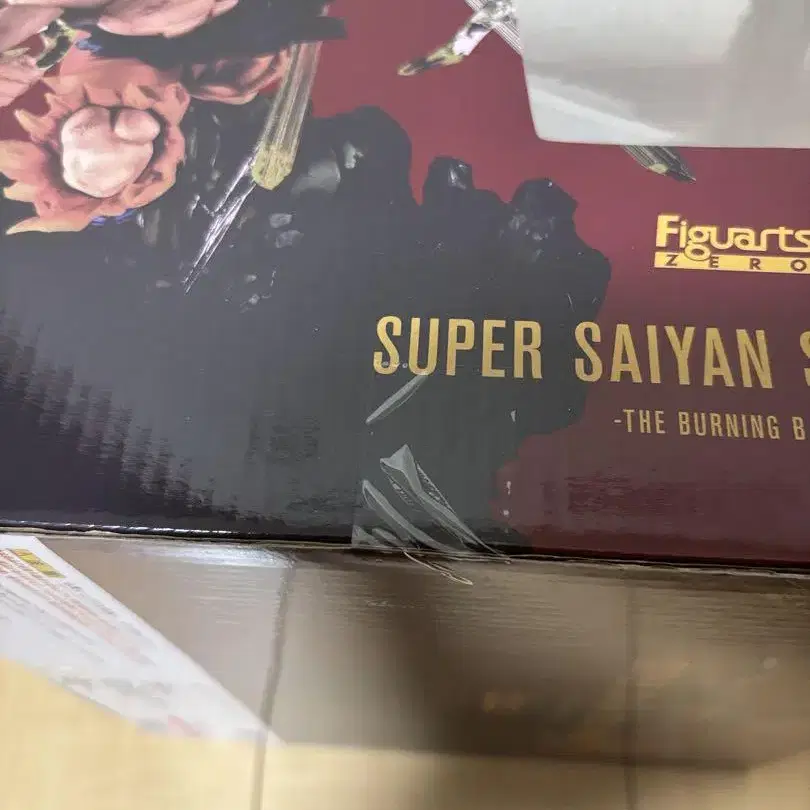 Figuarts
ZERO
SUPER SAIYAN S
-THE BURNING B